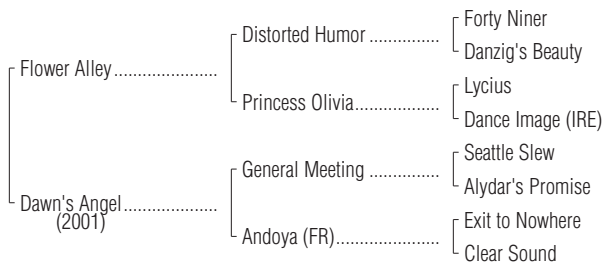 Forty Niner
Distorted Humor ...............
Danzig's Beauty
Flower Alley......................
Lycius
Princess Olivia..................
Dance Image (IRE)
Seattle Slew
General Meeting ...............
Alydar's Promise
Dawn's Angel....................
(2001)
Exit to Nowhere
Andoya (FR)......................
Clear Sound